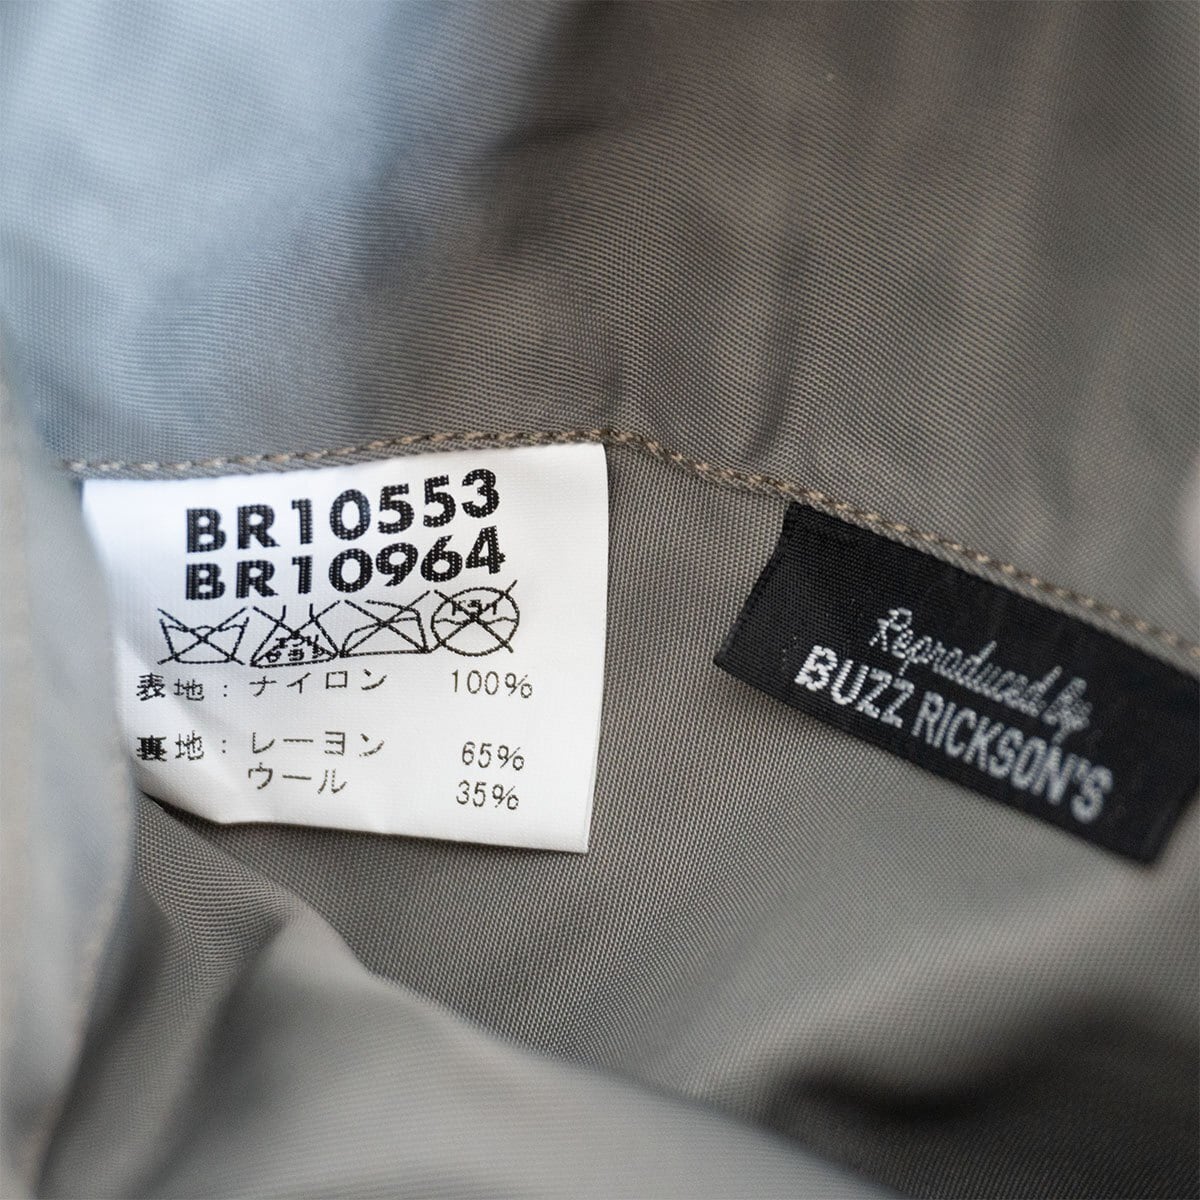 BR10553
BR10964
表地: ナイロン 100%
裏地: レーヨン 65%
ウール 35%
Reproduced by
BUZZ RICKSON'S